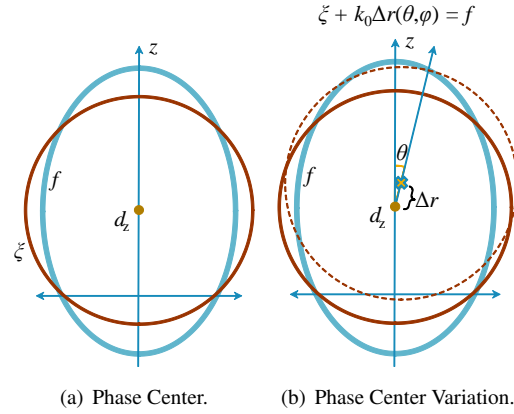 ξ + k₀Δr(θ,φ) = f
z
z
f
θ
f
d_z
d_z
Δr
ξ
(a) Phase Center.
(b) Phase Center Variation.